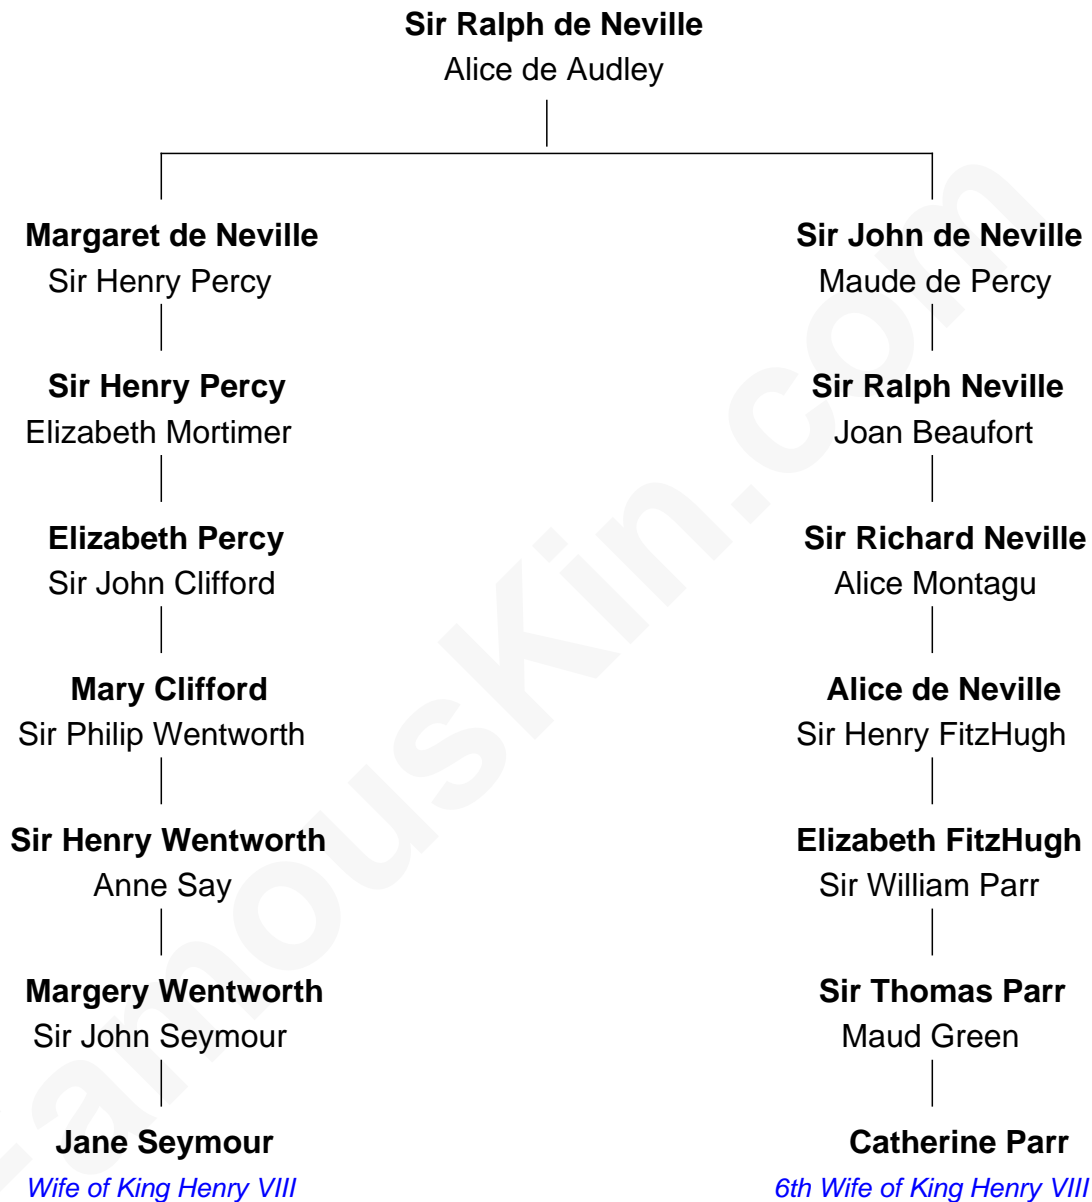 Sir Ralph de Neville
Alice de Audley
Margaret de Neville
Sir Henry Percy
Sir John de Neville
Maude de Percy
Sir Henry Percy
Elizabeth Mortimer
Sir Ralph Neville
Joan Beaufort
Elizabeth Percy
Sir John Clifford
Sir Richard Neville
Alice Montagu
Mary Clifford
Sir Philip Wentworth
Alice de Neville
Sir Henry FitzHugh
Sir Henry Wentworth
Anne Say
Elizabeth FitzHugh
Sir William Parr
Margery Wentworth
Sir John Seymour
Sir Thomas Parr
Maud Green
Jane Seymour
Wife of King Henry VIII
Catherine Parr
6th Wife of King Henry VIII
FamousKin.com